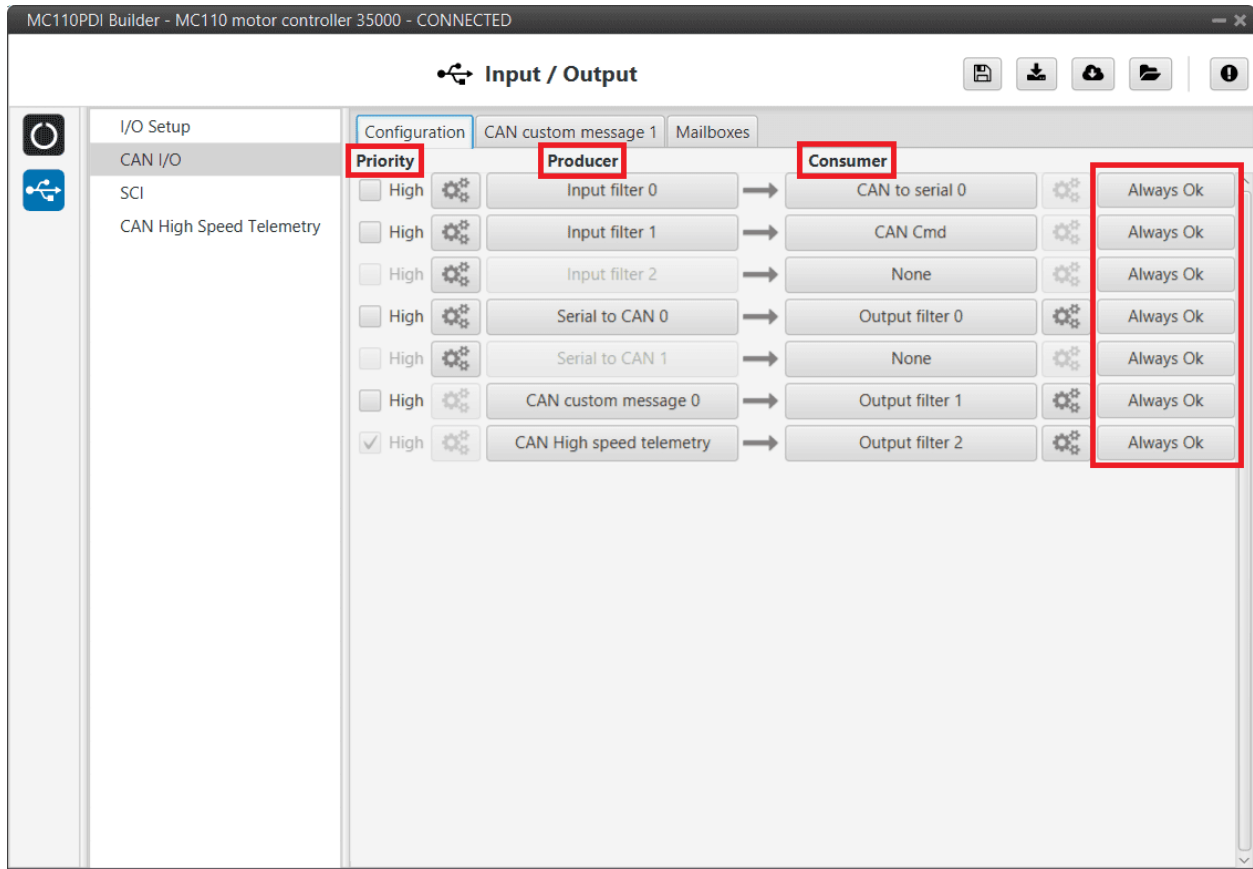 MC110PDI Builder - MC110 motor controller 35000 - CONNECTED
Input / Output
I/O Setup
CAN I/O
SCI
CAN High Speed Telemetry
Configuration CAN custom message 1 Mailboxes
Priority Producer Consumer
High Input filter 0 CAN to serial 0 Always Ok
High Input filter 1 CAN Cmd Always Ok
High Input filter 2 None Always Ok
High Serial to CAN 0 Output filter 0 Always Ok
High Serial to CAN 1 None Always Ok
High CAN custom message 0 Output filter 1 Always Ok
High CAN High speed telemetry Output filter 2 Always Ok